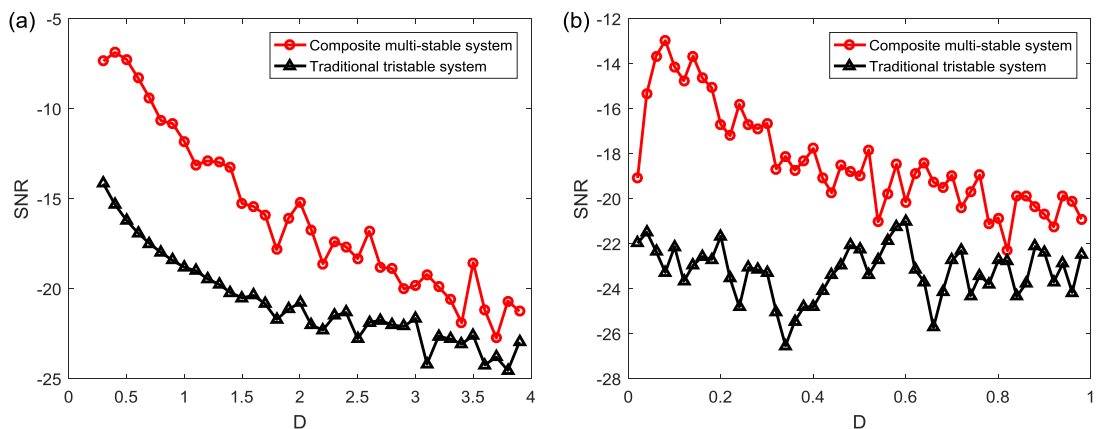 (a)
-5
-10
-15
-20
-25
SNR
0 0.5 1 1.5 2 2.5 3 3.5 4
D
Composite multi-stable system
Traditional tristable system
(b)
-12
-14
-16
-18
-20
-22
-24
-26
-28
SNR
0 0.2 0.4 0.6 0.8 1
D
Composite multi-stable system
Traditional tristable system